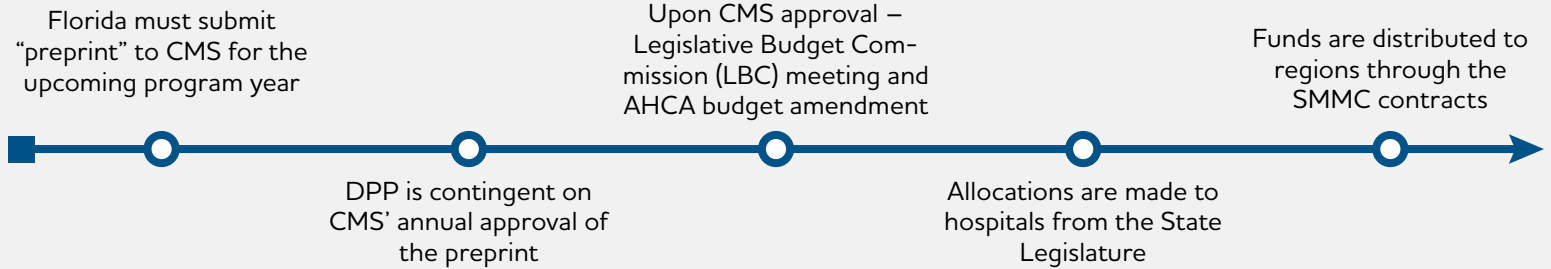 Florida must submit
“preprint” to CMS for the
upcoming program year
DPP is contingent on
CMS’ annual approval of
the preprint
Upon CMS approval –
Legislative Budget Com-
mission (LBC) meeting and
AHCA budget amendment
Allocations are made to
hospitals from the State
Legislature
Funds are distributed to
regions through the
SMMC contracts